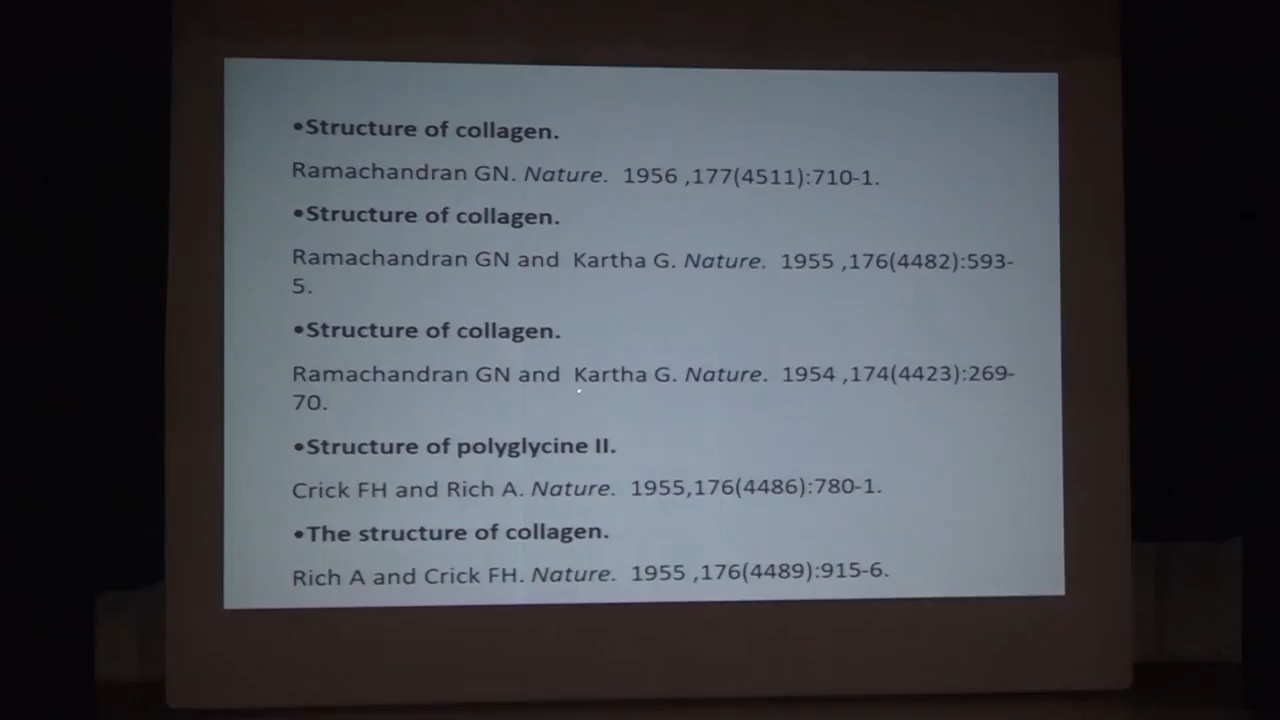 •Structure of collagen.
Ramachandran GN. Nature. 1956 ,177(4511):710-1.
•Structure of collagen.
Ramachandran GN and Kartha G. Nature. 1955 ,176(4482):593-
5.
•Structure of collagen.
Ramachandran GN and Kartha G. Nature. 1954 ,174(4423):269-
70.
•Structure of polyglycine II.
Crick FH and Rich A. Nature. 1955,176(4486):780-1.
•The structure of collagen.
Rich A and Crick FH. Nature. 1955 ,176(4489):915-6.